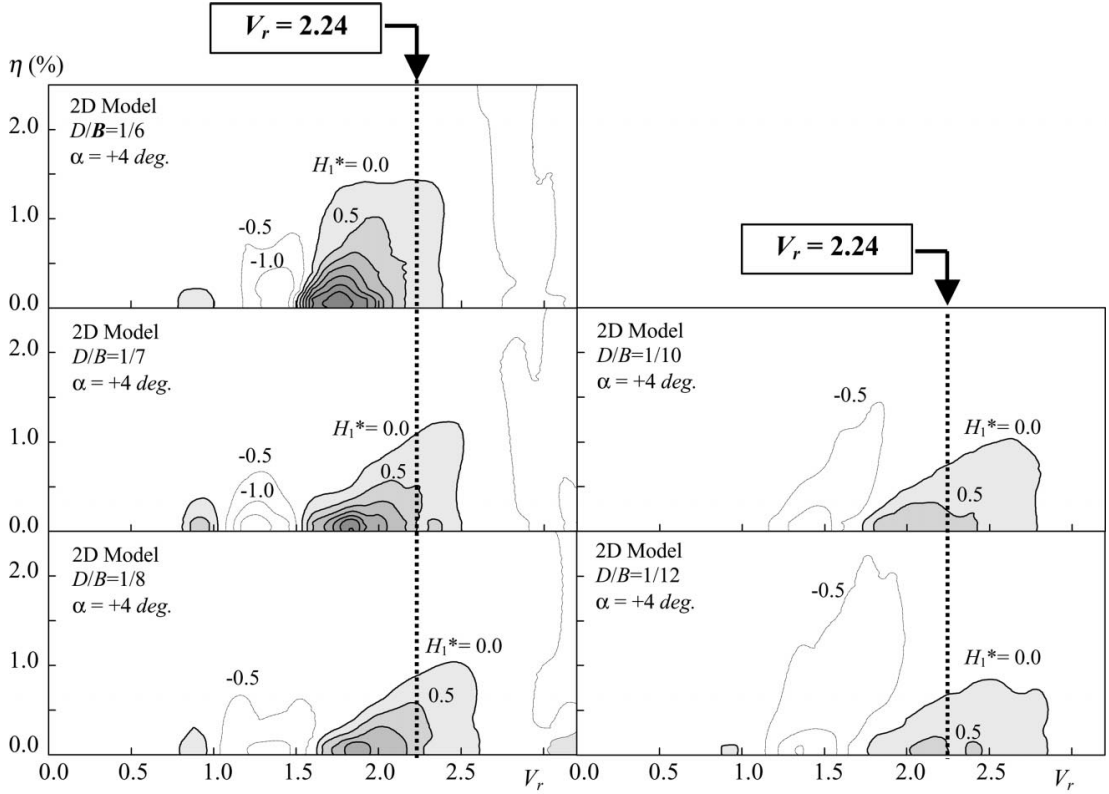 V_r = 2.24
η (%)
2D Model
D/B=1/6
α = +4 deg.
2.0
1.0
0.0
H_1*= 0.0
0.5
-0.5
-1.0
2D Model
D/B=1/7
α = +4 deg.
2.0
1.0
0.0
H_1*= 0.0
0.5
-0.5
-1.0
2D Model
D/B=1/8
α = +4 deg.
2.0
1.0
0.0
H_1*= 0.0
0.5
-0.5
0.0 0.5 1.0 1.5 2.0 2.5 V_r
V_r = 2.24
2D Model
D/B=1/10
α = +4 deg.
-0.5
H_1*= 0.0
0.5
2D Model
D/B=1/12
α = +4 deg.
-0.5
H_1*= 0.0
0.5
0.0 0.5 1.0 1.5 2.0 2.5 V_r